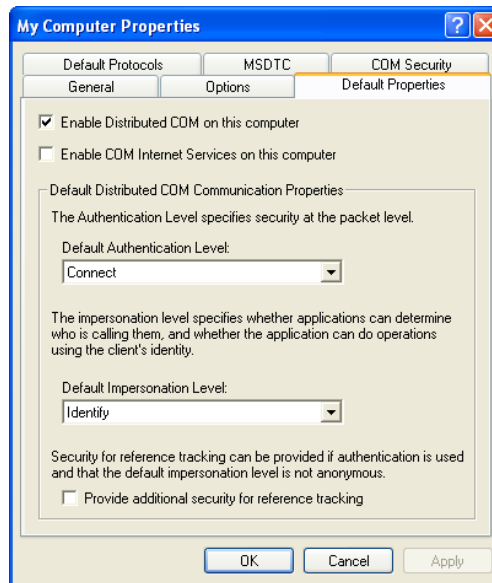 My Computer Properties
Default Protocols MSDTC COM Security
General Options Default Properties
Enable Distributed COM on this computer
Enable COM Internet Services on this computer
Default Distributed COM Communication Properties
The Authentication Level specifies security at the packet level.
Default Authentication Level:
Connect
The impersonation level specifies whether applications can determine
who is calling them, and whether the application can do operations
using the client's identity.
Default Impersonation Level:
Identify
Security for reference tracking can be provided if authentication is used
and that the default impersonation level is not anonymous.
Provide additional security for reference tracking
OK Cancel Apply